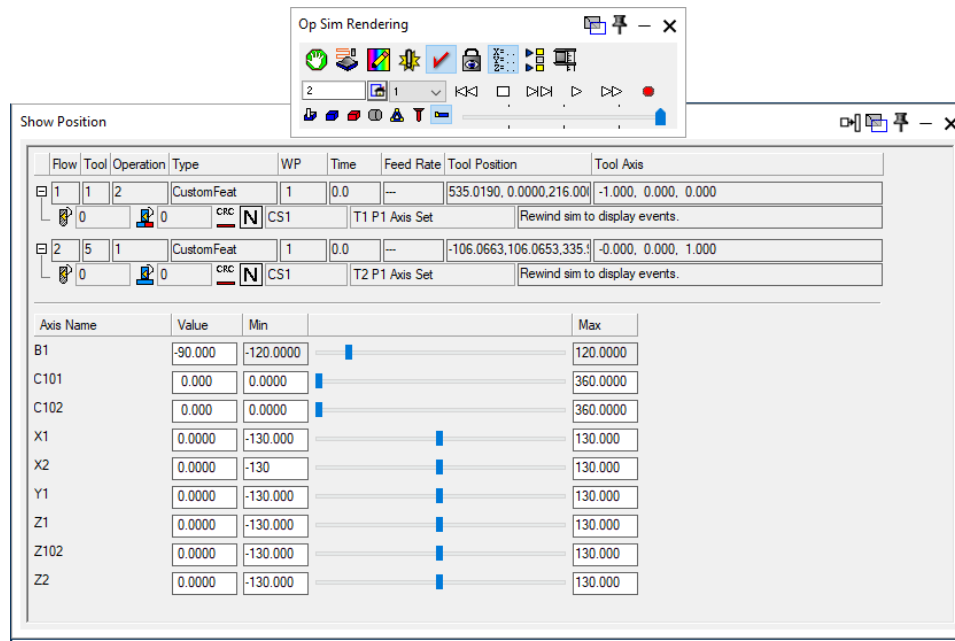 Op Sim Rendering
2 1
Show Position
Flow Tool Operation Type WP Time Feed Rate Tool Position Tool Axis
1 1 2 CustomFeat 1 0.0 --- 535.0190, 0.0000,216.00 -1.000, 0.000, 0.000
0 0 CRC N CS1 T1 P1 Axis Set Rewind sim to display events.
2 5 1 CustomFeat 1 0.0 --- -106.0663,106.0653,335. -0.000, 0.000, 1.000
0 0 CRC N CS1 T2 P1 Axis Set Rewind sim to display events.
Axis Name Value Min Max
B1 -90.000 -120.0000 120.0000
C101 0.000 0.0000 360.0000
C102 0.000 0.0000 360.0000
X1 0.0000 -130.000 130.000
X2 0.0000 -130 130.000
Y1 0.0000 -130.000 130.000
Z1 0.0000 -130.000 130.000
Z102 0.0000 -130.000 130.000
Z2 0.0000 -130.000 130.000